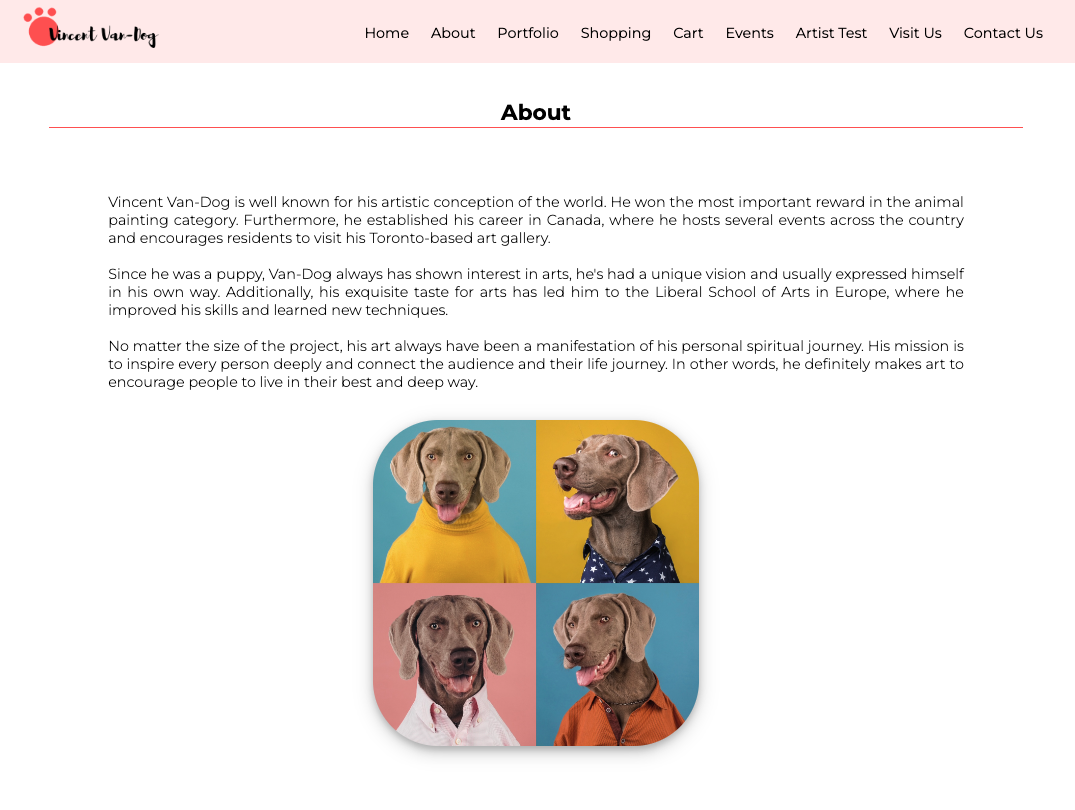 Vincent Van-Dog
Home About Portfolio Shopping Cart Events Artist Test Visit Us Contact Us
About
Vincent Van-Dog is well known for his artistic conception of the world. He won the most important reward in the animal
painting category. Furthermore, he established his career in Canada, where he hosts several events across the country
and encourages residents to visit his Toronto-based art gallery.
Since he was a puppy, Van-Dog always has shown interest in arts, he's had a unique vision and usually expressed himself
in his own way. Additionally, his exquisite taste for arts has led him to the Liberal School of Arts in Europe, where he
improved his skills and learned new techniques.
No matter the size of the project, his art always have been a manifestation of his personal spiritual journey. His mission is
to inspire every person deeply and connect the audience and their life journey. In other words, he definitely makes art to
encourage people to live in their best and deep way.